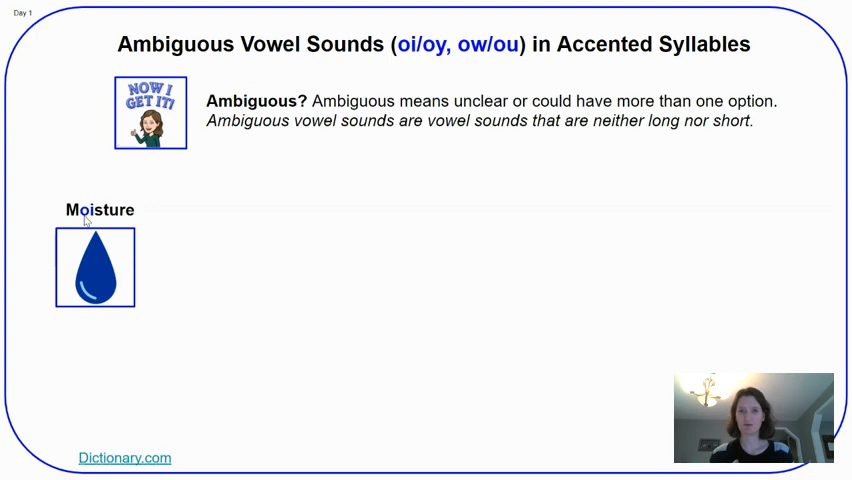 Day 1
Ambiguous Vowel Sounds (oi/oy, ow/ou) in Accented Syllables
NOW I
GET IT!
Ambiguous? Ambiguous means unclear or could have more than one option.
Ambiguous vowel sounds are vowel sounds that are neither long nor short.
Moisture
Dictionary.com